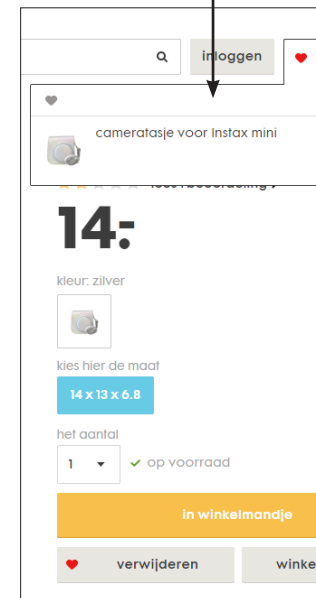 inloggen
cameratasje voor Instax mini
14.-
kleur: zilver
kies hier de maat
14 x 13 x 6.8
het aantal
1
op voorraad
in winkelmandje
verwijderen
winke